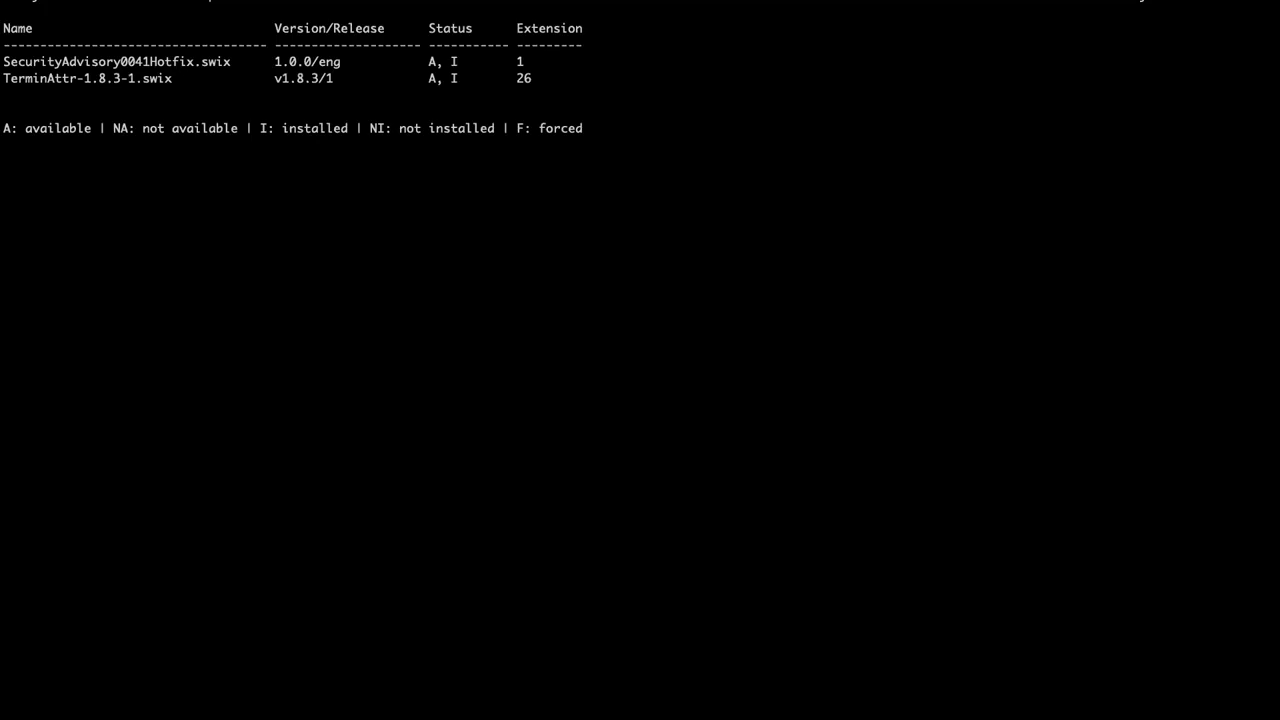 Name                                 Version/Release      Status      Extension
------------------------------------ -------------------- ----------- ---------
SecurityAdvisory0041Hotfix.swix      1.0.0/eng            A, I        1
TerminAttr-1.8.3-1.swix              v1.8.3/1             A, I        26
A: available | NA: not available | I: installed | NI: not installed | F: forced